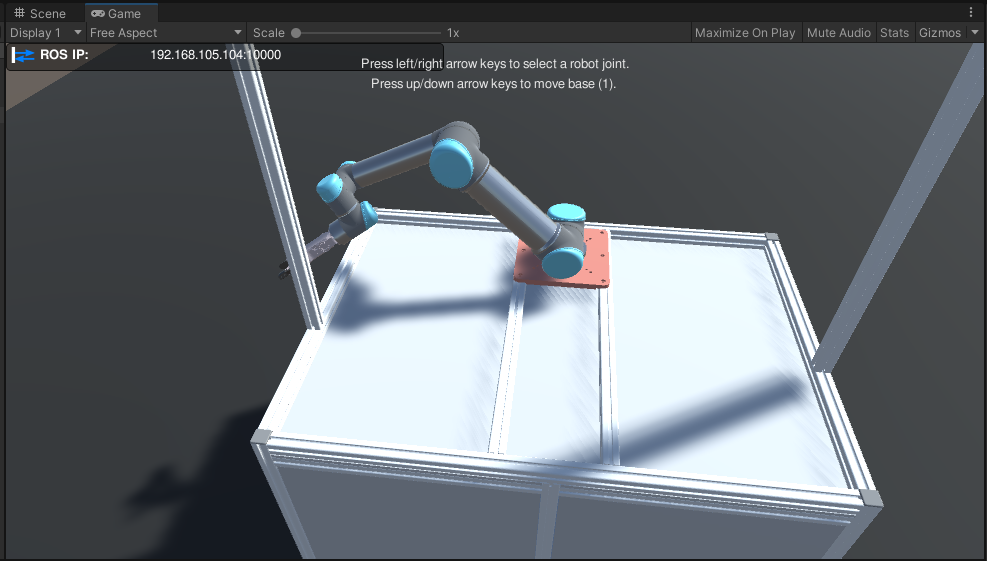 Scene Game
Display 1 Free Aspect Scale 1x Maximize On Play Mute Audio Stats Gizmos
ROS IP: 192.168.105.104:10000
Press left/right arrow keys to select a robot joint.
Press up/down arrow keys to move base (1).